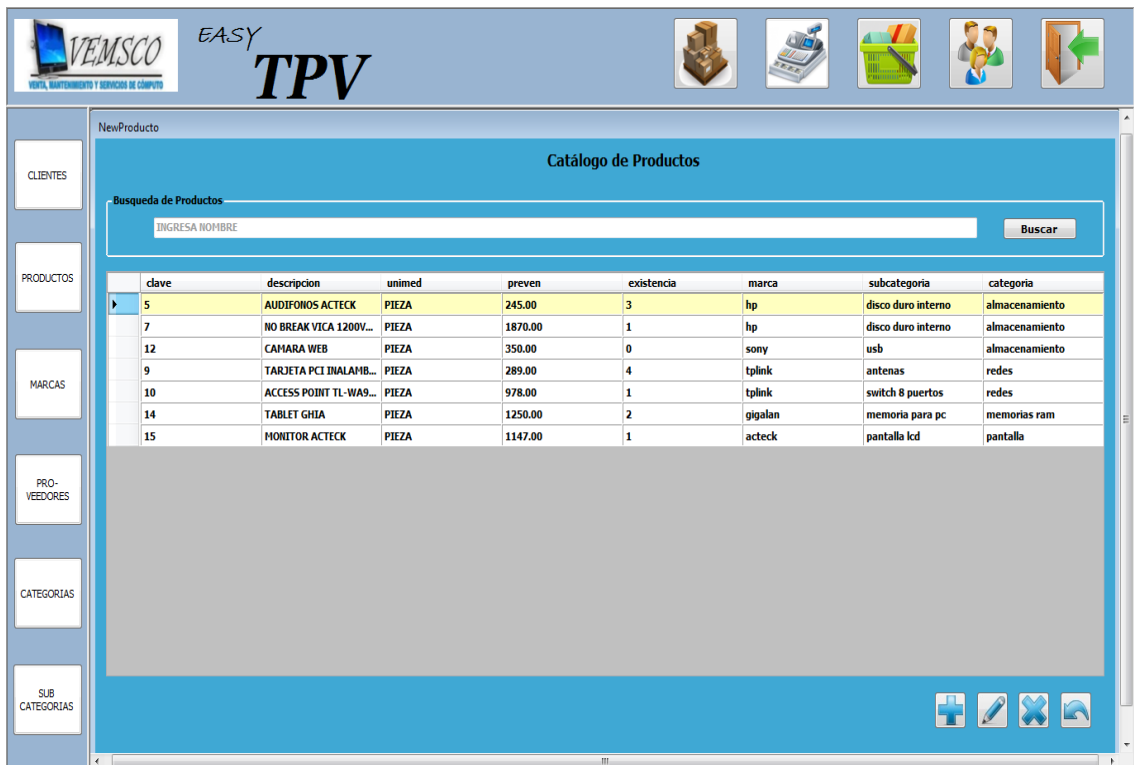 VEMSCO
VENTA, MANTENIMIENTO Y SERVICIOS DE CÓMPUTO
EASY
TPV
CLIENTES
PRODUCTOS
MARCAS
PRO-
VEEDORES
CATEGORIAS
SUB
CATEGORIAS
NewProducto
Catálogo de Productos
Busqueda de Productos
INGRESA NOMBRE Buscar
clave descripcion unimed preven existencia marca subcategoria categoria
5 AUDIFONOS ACTECK PIEZA 245.00 3 hp disco duro interno almacenamiento
7 NO BREAK VICA 1200V... PIEZA 1870.00 1 hp disco duro interno almacenamiento
12 CAMARA WEB PIEZA 350.00 0 sony usb almacenamiento
9 TARJETA PCI INALAMB... PIEZA 289.00 4 tplink antenas redes
10 ACCESS POINT TL-WA9... PIEZA 978.00 1 tplink switch 8 puertos redes
14 TABLET GHIA PIEZA 1250.00 2 gigalan memoria para pc memorias ram
15 MONITOR ACTECK PIEZA 1147.00 1 acteck pantalla lcd pantalla